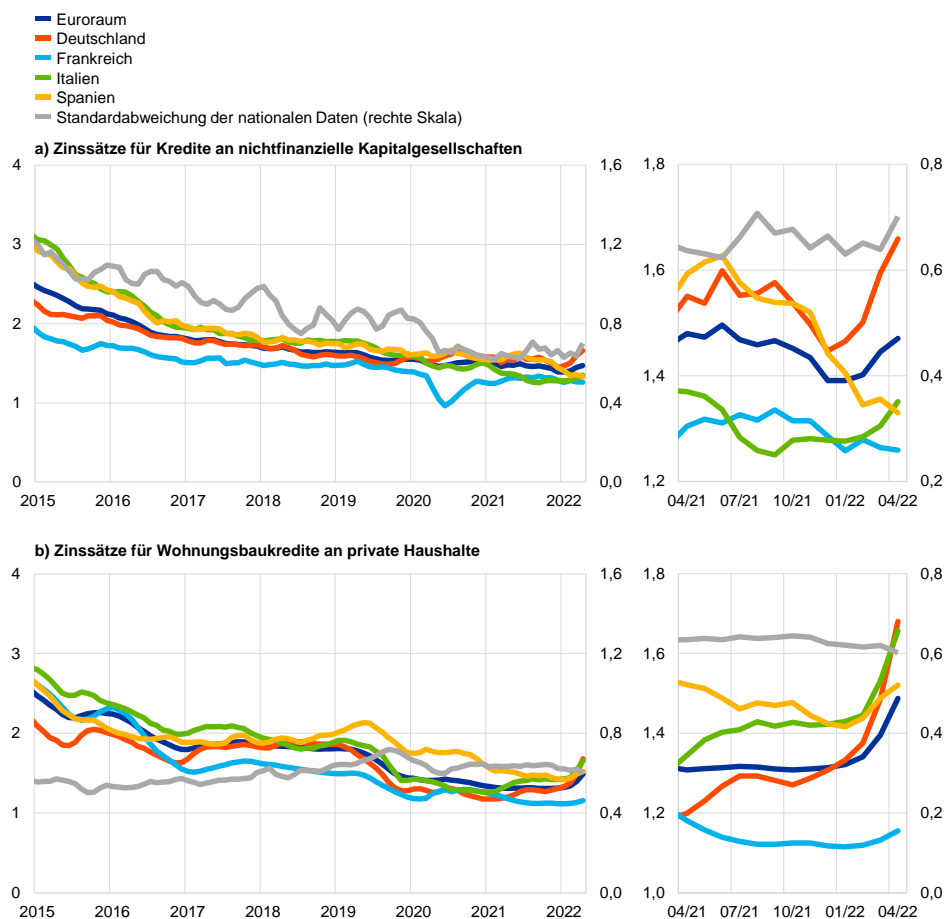 Euroraum
Deutschland
Frankreich
Italien
Spanien
Standardabweichung der nationalen Daten (rechte Skala)
a) Zinssätze für Kredite an nichtfinanzielle Kapitalgesellschaften
4 1,6 1,8 0,8
3 1,2 1,6 0,6
2 0,8 1,4 0,4
1 0,4
0 0,0 1,2 0,2
2015 2016 2017 2018 2019 2020 2021 2022 04/21 07/21 10/21 01/22 04/22
b) Zinssätze für Wohnungsbaukredite an private Haushalte
4 1,6 1,8 0,8
3 1,2 1,6 0,6
2 0,8 1,4 0,4
1 0,4 1,2 0,2
0 0,0 1,0 0,0
2015 2016 2017 2018 2019 2020 2021 2022 04/21 07/21 10/21 01/22 04/22